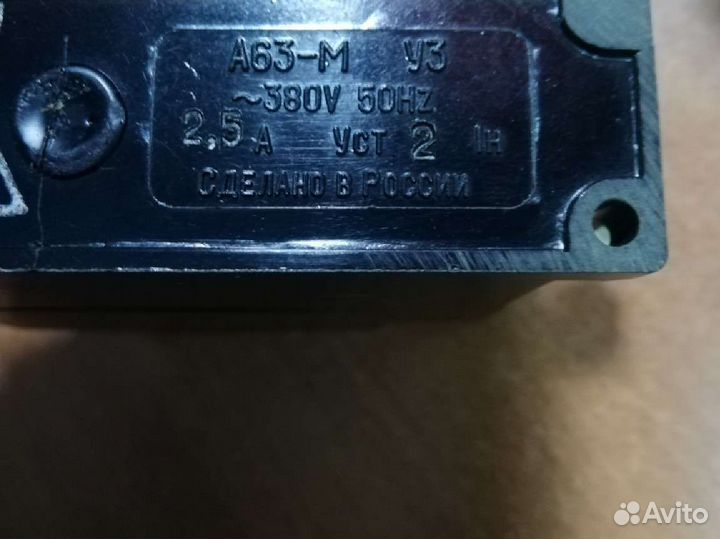 А63-М У3
~380V 50HZ
2,5 А Уст 2 Iн
Сделано в России
Avito